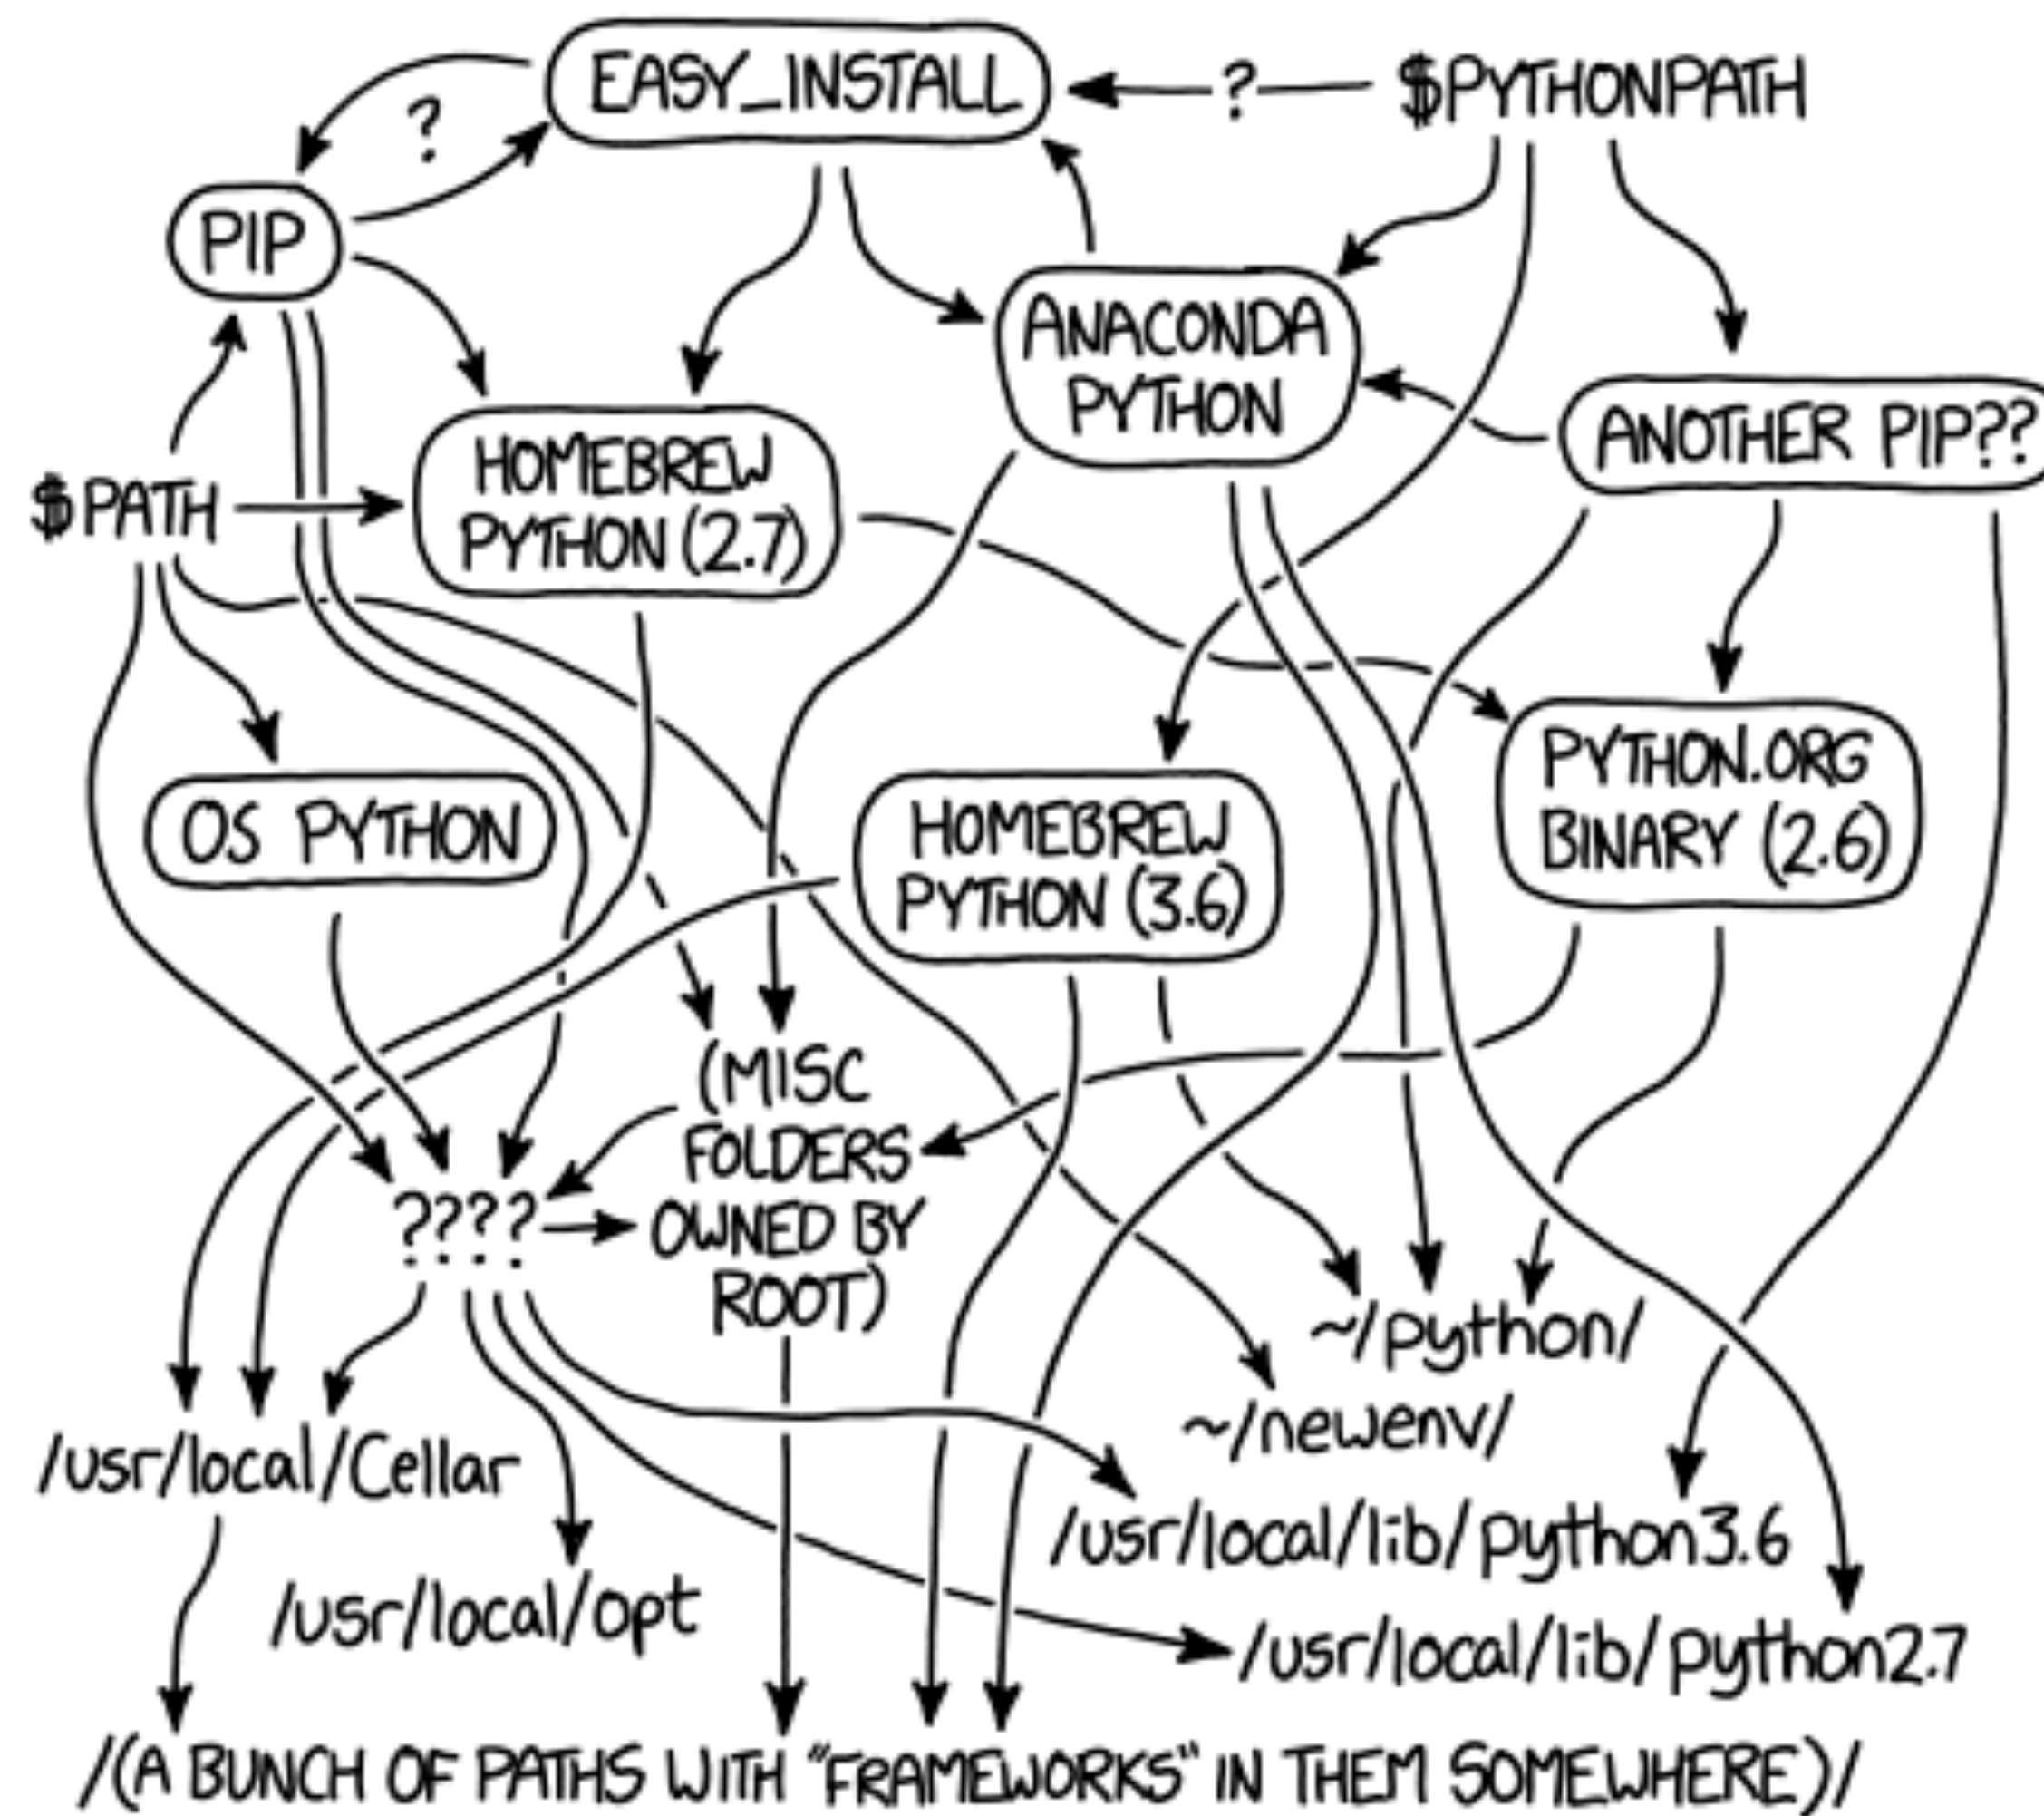 EASY_INSTALL
$PYTHONPATH
?
?
PIP
ANACONDA
PYTHON
ANOTHER PIP??
HOMEBREW
PYTHON (2.7)
$PATH
PYTHON.ORG
BINARY (2.6)
OS PYTHON
HOMEBREW
PYTHON (3.6)
(MISC
FOLDERS
OWNED BY
ROOT)
????
~/python/
~/newenv/
/usr/local/Cellar
/usr/local/lib/python3.6
/usr/local/opt
/usr/local/lib/python2.7
/(A BUNCH OF PATHS WITH "FRAMEWORKS" IN THEM SOMEWHERE)/